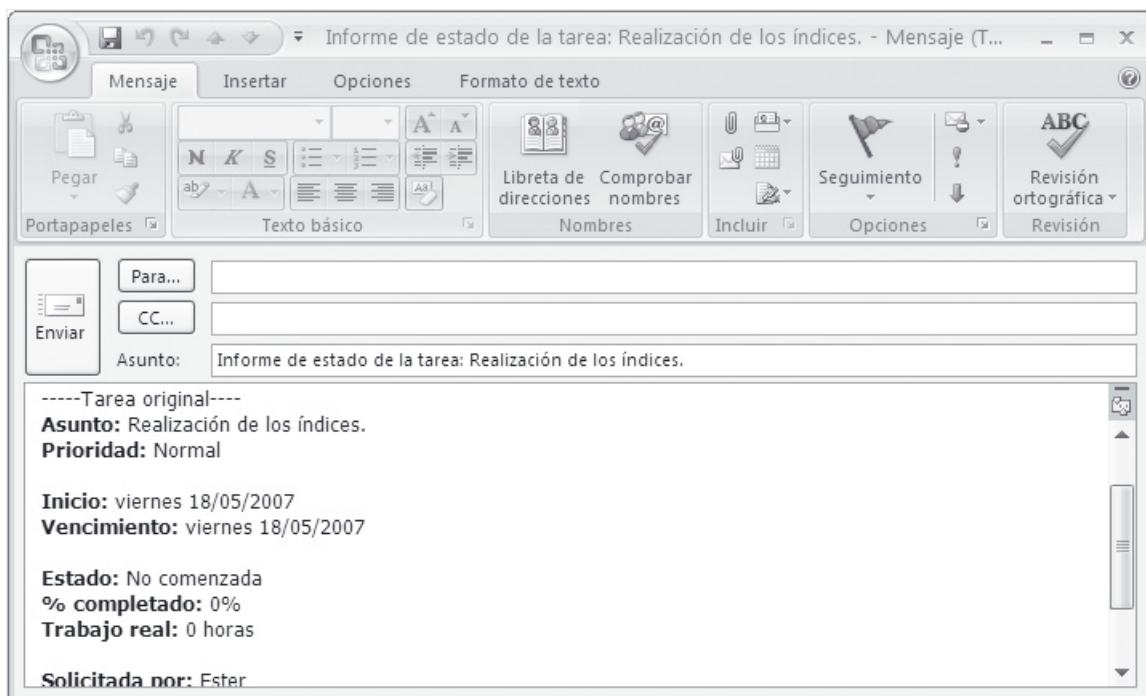 Informe de estado de la tarea: Realización de los índices. - Mensaje (T...
Mensaje Insertar Opciones Formato de texto
Pegar
Portapapeles
N K S
ab A
Aa
Texto básico
Libreta de direcciones
Comprobar nombres
Nombres
Incluir
Seguimiento
Opciones
ABC
Revisión ortográfica
Revisión
Enviar
Para...
CC...
Asunto: Informe de estado de la tarea: Realización de los índices.
-----Tarea original----
Asunto: Realización de los índices.
Prioridad: Normal
Inicio: viernes 18/05/2007
Vencimiento: viernes 18/05/2007
Estado: No comenzada
% completado: 0%
Trabajo real: 0 horas
Solicitada por: Ester